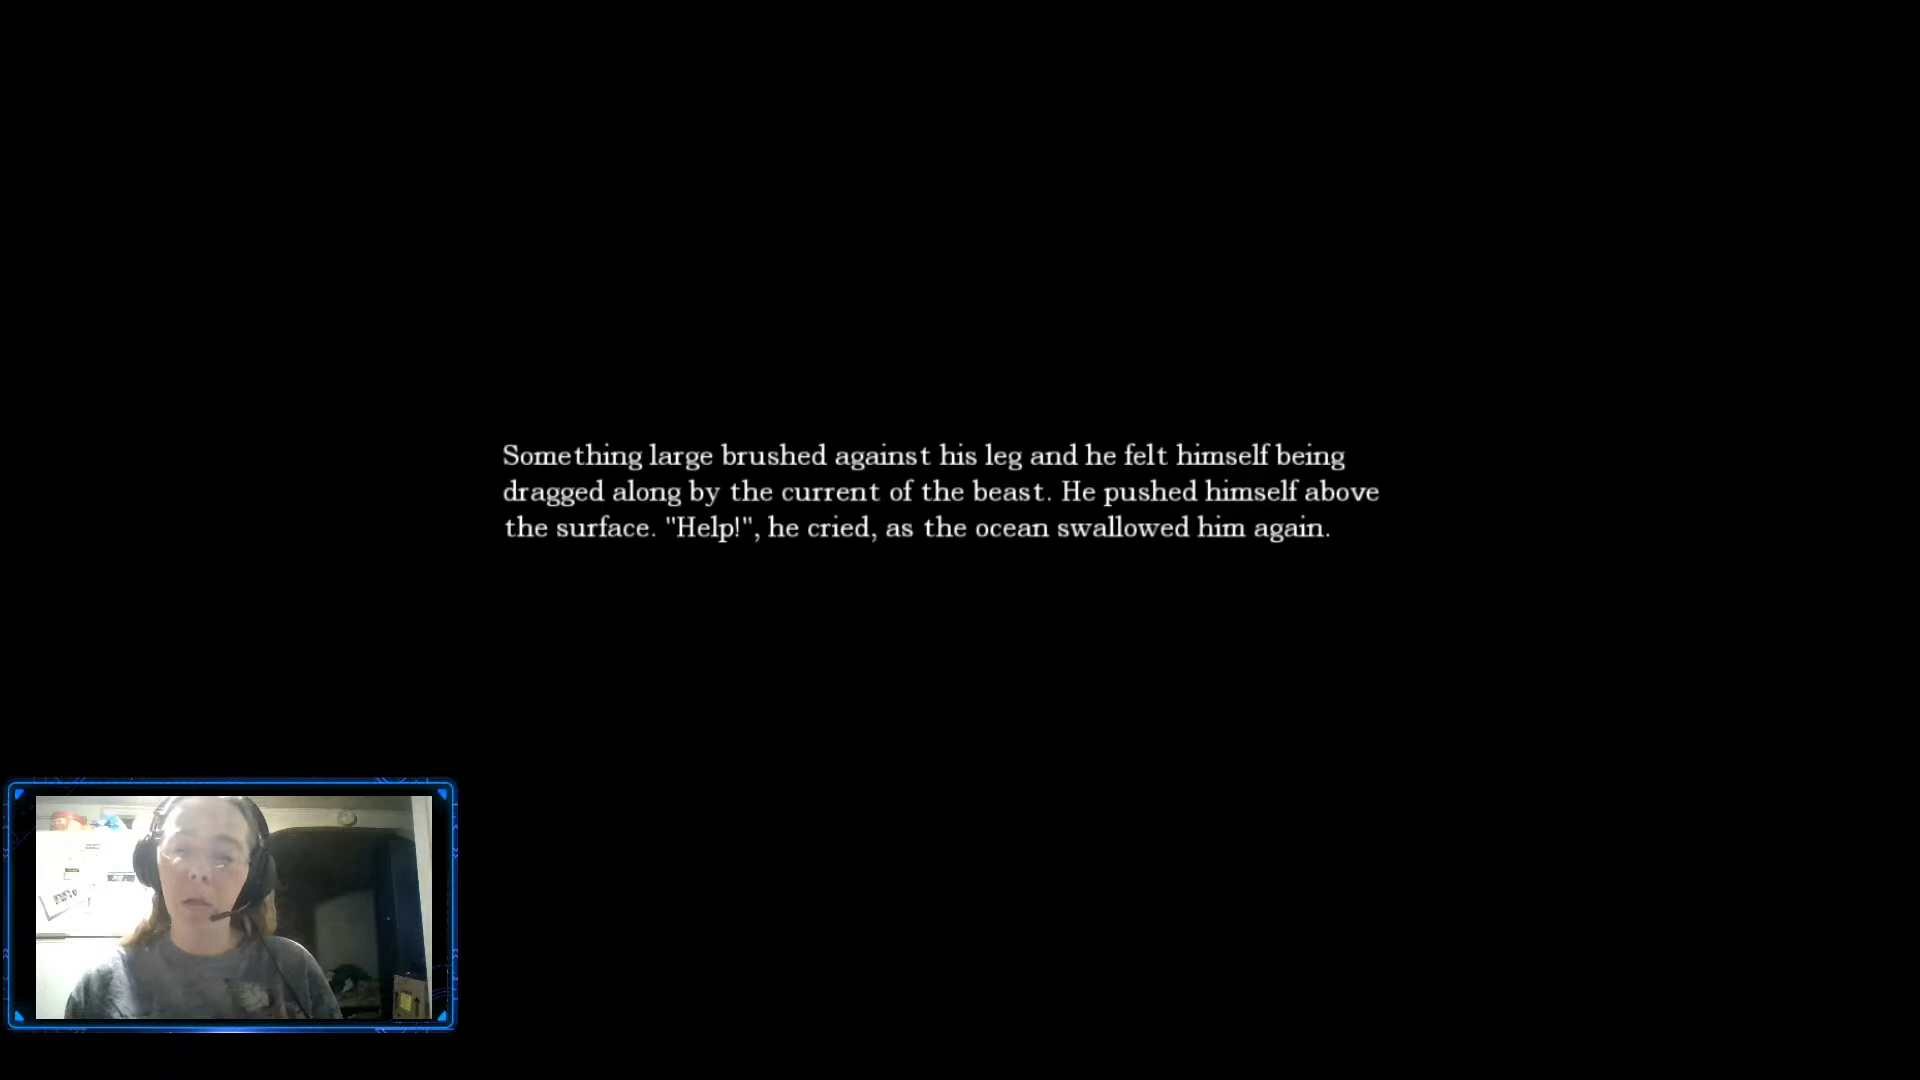 Something large brushed against his leg and he felt himself being
dragged along by the current of the beast. He pushed himself above
the surface. "Help!", he cried, as the ocean swallowed him again.